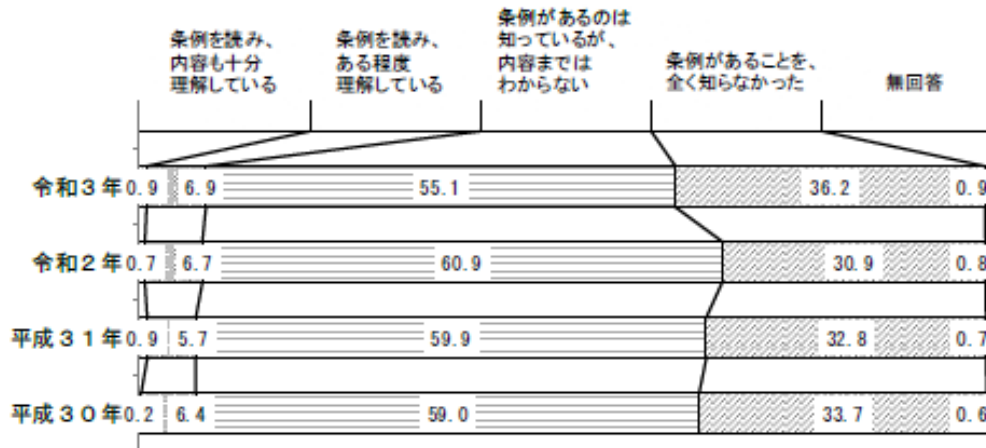 条例を読み、
内容も十分
理解している
条例を読み、
ある程度
理解している
条例があるのは
知っているが、
内容までは
わからない
条例があることを、
全く知らなかった
無回答
令和3年 0.9 6.9 55.1 36.2 0.9
令和2年 0.7 6.7 60.9 30.9 0.8
平成31年 0.9 5.7 59.9 32.8 0.7
平成30年 0.2 6.4 59.0 33.7 0.6